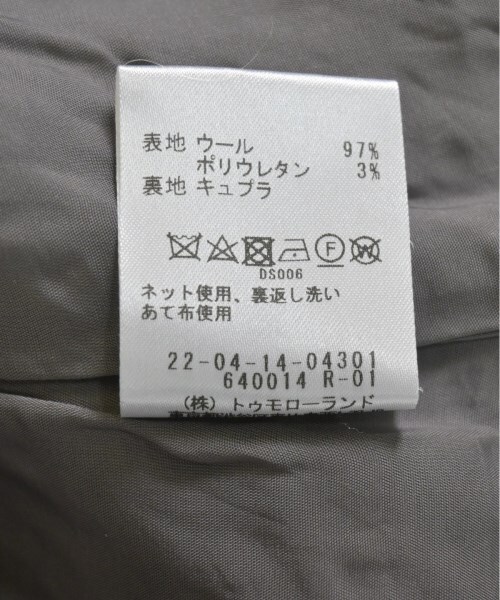 表地 ウール 97%
ポリウレタン 3%
裏地 キュプラ
F W
DS006
ネット使用、裏返し洗い
あて布使用
22-04-14-04301
640014 R-01
(株) トゥモローランド